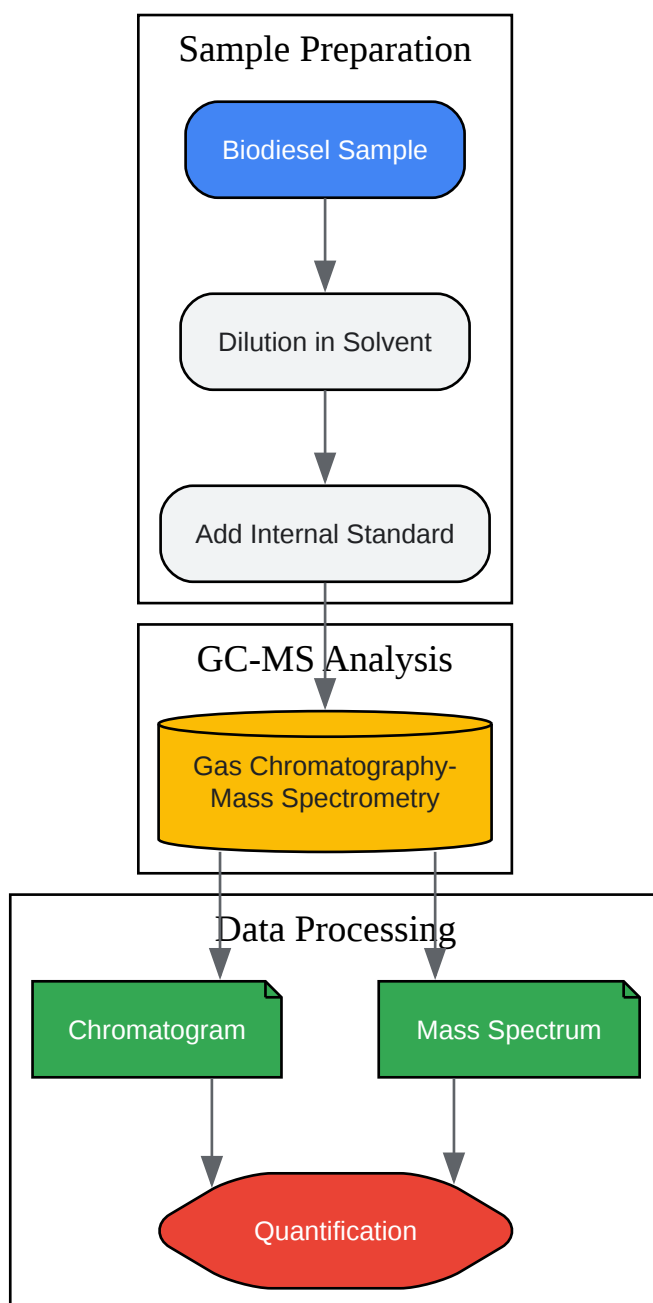 Sample Preparation
Biodiesel Sample
Dilution in Solvent
Add Internal Standard
GC-MS Analysis
Gas Chromatography-
Mass Spectrometry
Data Processing
Chromatogram
Mass Spectrum
Quantification